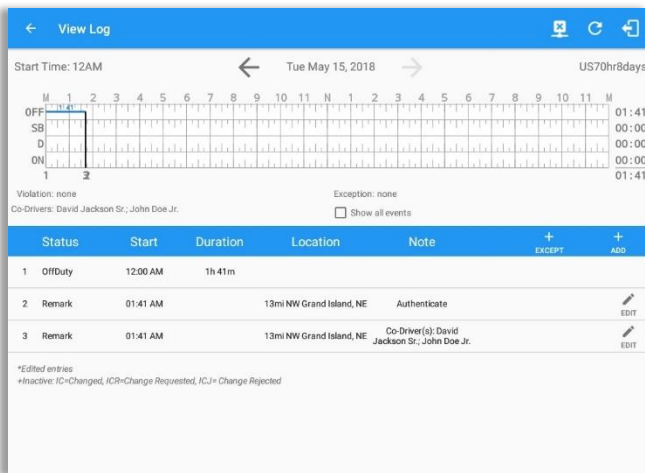 View Log
Start Time: 12AM Tue May 15, 2018 US70hr8days
M 1 2 3 4 5 6 7 8 9 10 11 N 1 2 3 4 5 6 7 8 9 10 11 M
1:41
OFF 01:41
SB 00:00
D 00:00
ON 00:00
1 32 01:41
Violation: none Exception: none
Co-Drivers: David Jackson Sr.; John Doe Jr. Show all events
Status Start Duration Location Note + EXCEPT + ADD
1 OffDuty 12:00 AM 1h 41m
2 Remark 01:41 AM 13mi NW Grand Island, NE Authenticate EDIT
3 Remark 01:41 AM 13mi NW Grand Island, NE Co-Driver(s): David
Jackson Sr.; John Doe Jr. EDIT
*Edited entries
+Inactive: IC=Changed, ICR=Change Requested, ICJ= Change Rejected